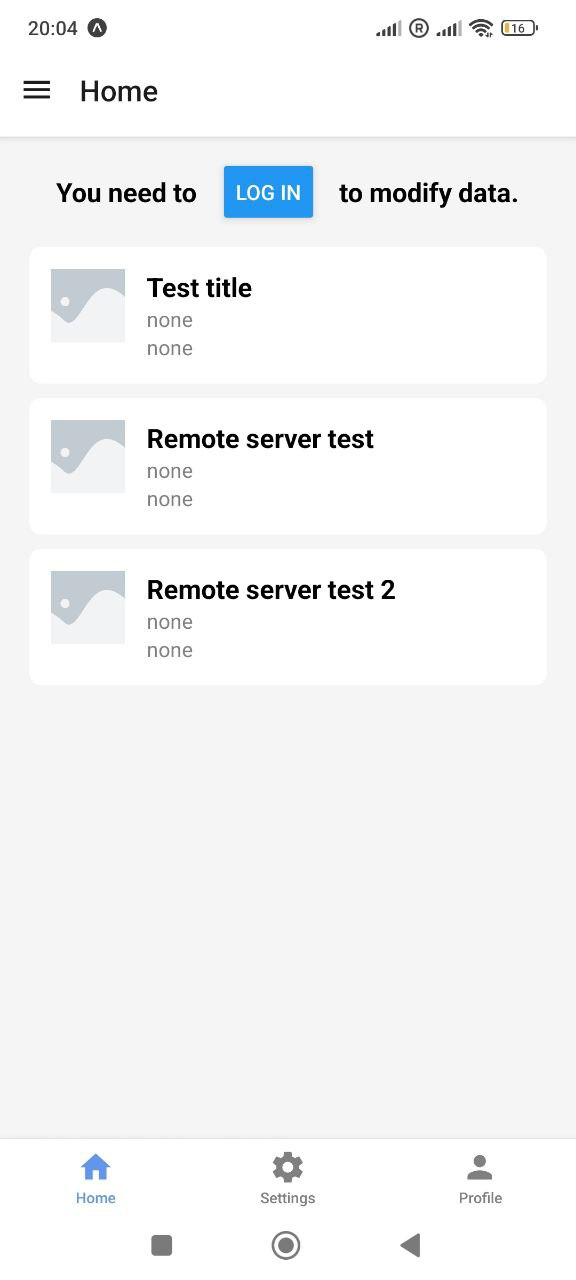 20:04 R 16
Home
You need to LOG IN to modify data.
Test title
none
none
Remote server test
none
none
Remote server test 2
none
none
Home Settings Profile